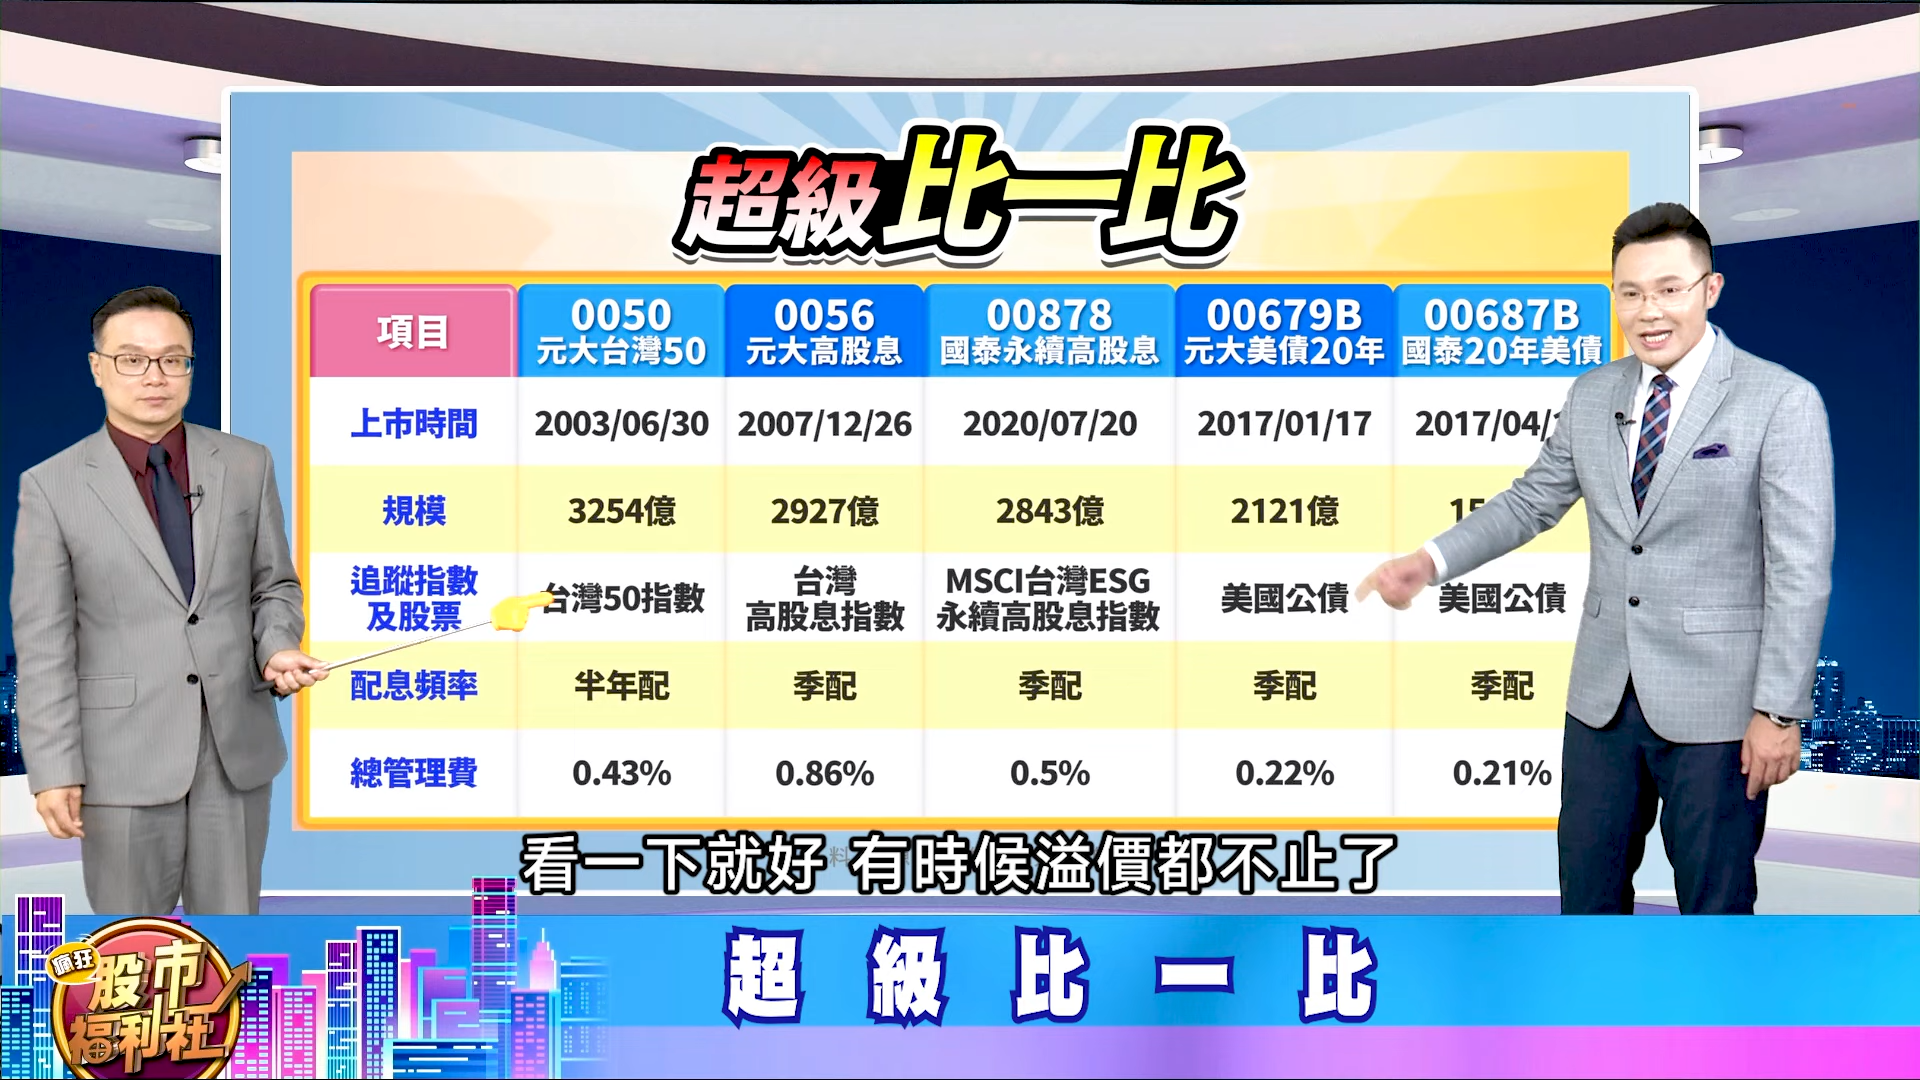 超級比一比
項目
0050
元大台灣50
0056
元大高股息
00878
國泰永續高股息
00679B
元大美債20年
00687B
國泰20年美債
上市時間
2003/06/30
2007/12/26
2020/07/20
2017/01/17
2017/04/
規模
3254億
2927億
2843億
2121億
15
追蹤指數
及股票
台灣50指數
台灣
高股息指數
MSCI台灣ESG
永續高股息指數
美國公債
美國公債
配息頻率
半年配
季配
季配
季配
季配
總管理費
0.43%
0.86%
0.5%
0.22%
0.21%
看一下就好 有時候溢價都不止了
超級比一比
瘋狂
股市
福利社